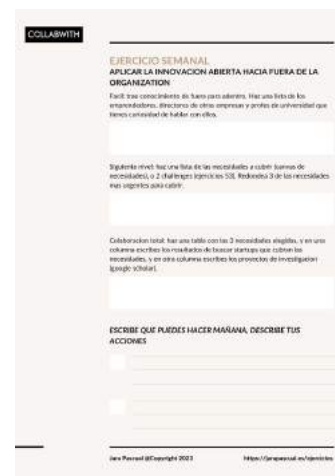 COLLABWITH
EJERCICIO SEMANAL
APLICAR LA INNOVACION ABIERTA HACIA FUERA DE LA
ORGANIZATION
Facil: trae conocimiento de fuera para adentro. Haz una lista de los
emprendedores, directores de otras empresas y profes de universidad que
tienes curiosidad de hablar con ellos.
Siguiente nivel: haz una lista de las necesidades a cubrir (canvas de
necesidades), o 2 challenges (ejercicios 53). Redondea 3 de las necesidades
mas urgentes para cubrir.
Colaboracion total: haz una tabla con las 3 necesidades elegidas, y en una
columna escribes los resultados de buscar startups que cubran las
necesidades, y en otra columna escribes los proyectos de investigacion
(google scholar).
ESCRIBE QUE PUEDES HACER MAÑANA, DESCRIBE TUS
ACCIONES
Jara Pascual @Copyright 2023
https://jarapascual.es/ejercicios